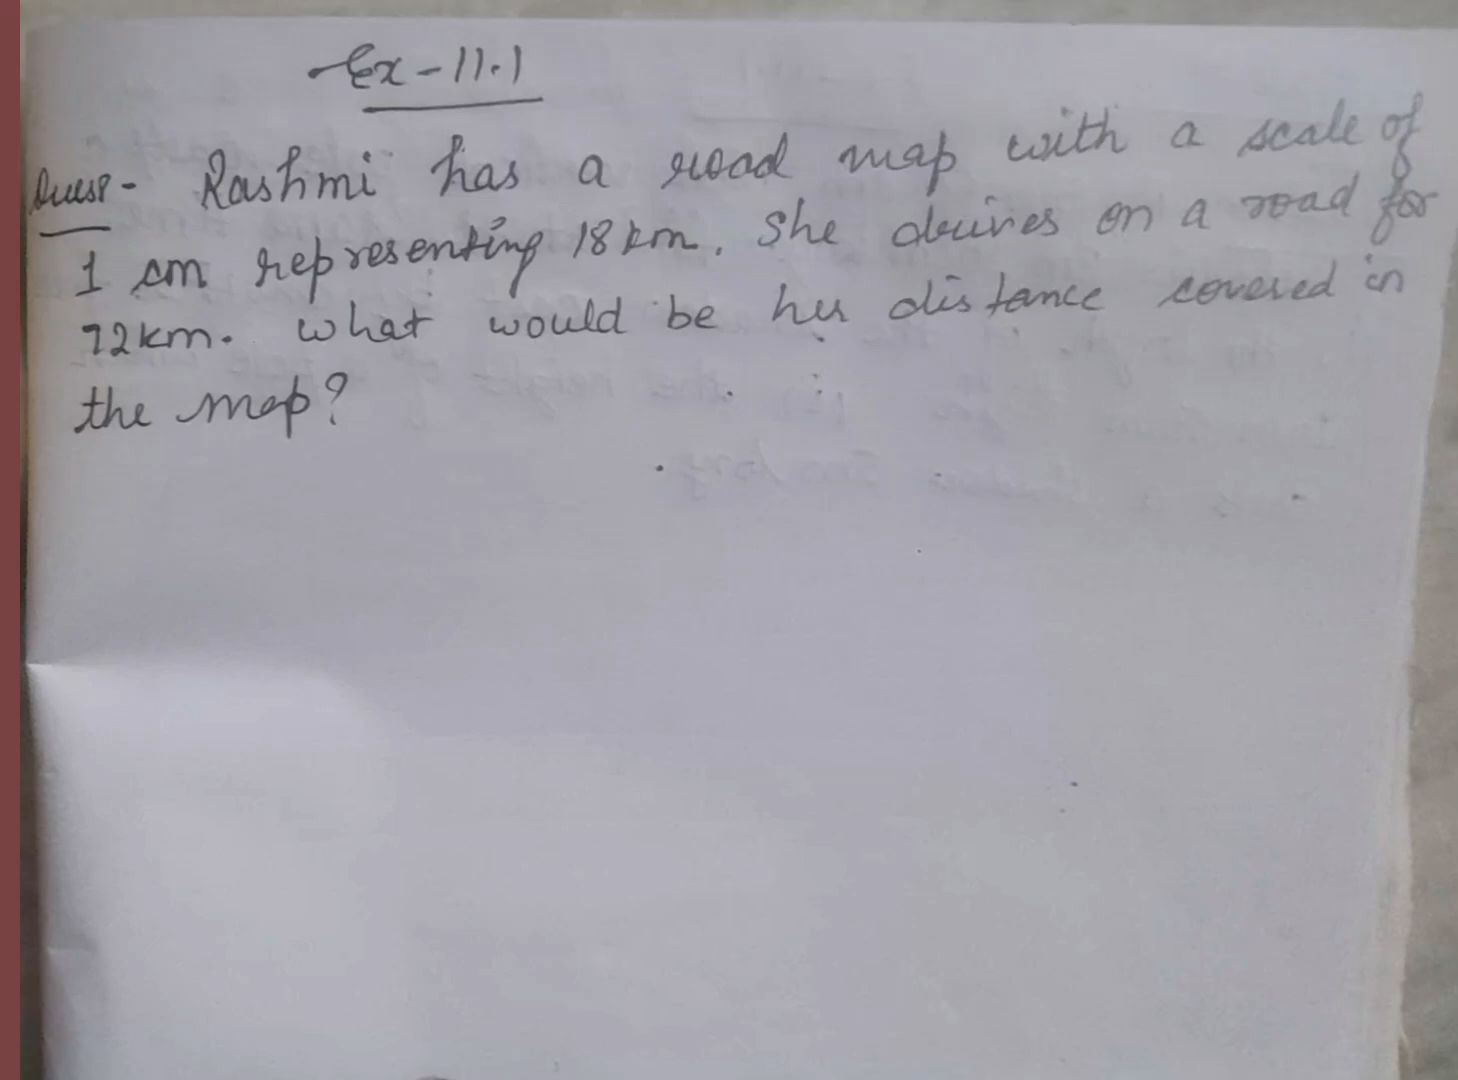 Ex-11.1
Ques- Rashmi has a road map with a scale of
1 cm representing 18 km. She drives on a road for
72km. What would be her distance covered in
the map?